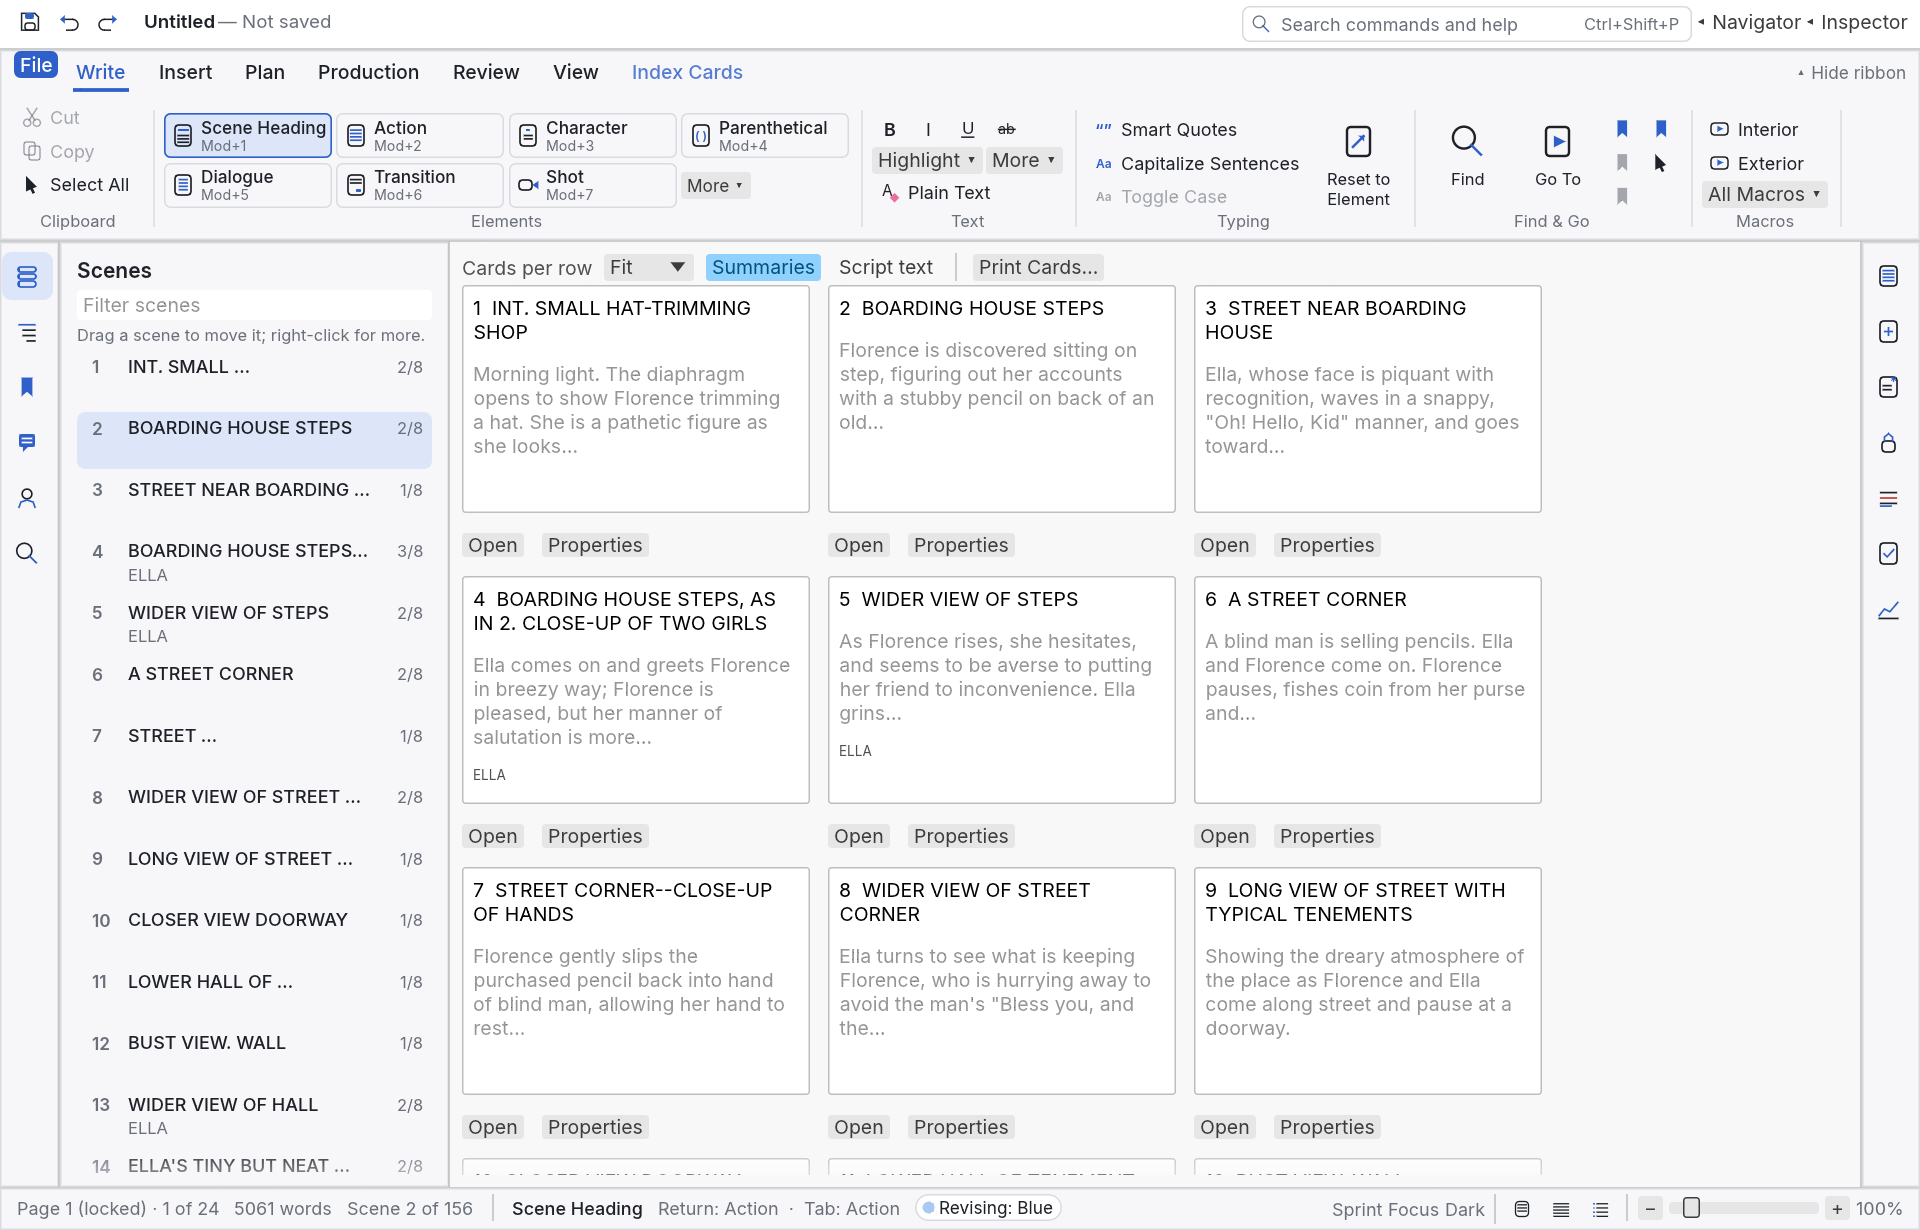 Untitled — Not saved
Search commands and help Ctrl+Shift+P
Navigator Inspector
File Write Insert Plan Production Review View Index Cards Hide ribbon
Cut
Copy
Select All
Clipboard
Scene Heading Mod+1
Action Mod+2
Character Mod+3
Parenthetical Mod+4
Dialogue Mod+5
Transition Mod+6
Shot Mod+7
More
Elements
B I U ab
Highlight More
A Plain Text
Text
“” Smart Quotes
Aa Capitalize Sentences
Aa Toggle Case
Typing
Reset to
Element
Find
Go To
Find & Go
Interior
Exterior
All Macros
Macros
Scenes
Filter scenes
Drag a scene to move it; right-click for more.
1 INT. SMALL ... 2/8
2 BOARDING HOUSE STEPS 2/8
3 STREET NEAR BOARDING ... 1/8
4 BOARDING HOUSE STEPS... 3/8
ELLA
5 WIDER VIEW OF STEPS 2/8
ELLA
6 A STREET CORNER 2/8
7 STREET ... 1/8
8 WIDER VIEW OF STREET ... 2/8
9 LONG VIEW OF STREET ... 1/8
10 CLOSER VIEW DOORWAY 1/8
11 LOWER HALL OF ... 1/8
12 BUST VIEW. WALL 1/8
13 WIDER VIEW OF HALL 2/8
ELLA
14 ELLA'S TINY BUT NEAT ... 2/8
Cards per row Fit Summaries Script text Print Cards...
1 INT. SMALL HAT-TRIMMING
SHOP
Morning light. The diaphragm
opens to show Florence trimming
a hat. She is a pathetic figure as
she looks...
Open Properties
2 BOARDING HOUSE STEPS
Florence is discovered sitting on
step, figuring out her accounts
with a stubby pencil on back of an
old...
Open Properties
3 STREET NEAR BOARDING
HOUSE
Ella, whose face is piquant with
recognition, waves in a snappy,
"Oh! Hello, Kid" manner, and goes
toward...
Open Properties
4 BOARDING HOUSE STEPS, AS
IN 2. CLOSE-UP OF TWO GIRLS
Ella comes on and greets Florence
in breezy way; Florence is
pleased, but her manner of
salutation is more...
ELLA
Open Properties
5 WIDER VIEW OF STEPS
As Florence rises, she hesitates,
and seems to be averse to putting
her friend to inconvenience. Ella
grins...
ELLA
Open Properties
6 A STREET CORNER
A blind man is selling pencils. Ella
and Florence come on. Florence
pauses, fishes coin from her purse
and...
Open Properties
7 STREET CORNER--CLOSE-UP
OF HANDS
Florence gently slips the
purchased pencil back into hand
of blind man, allowing her hand to
rest...
Open Properties
8 WIDER VIEW OF STREET
CORNER
Ella turns to see what is keeping
Florence, who is hurrying away to
avoid the man's "Bless you, and
the...
Open Properties
9 LONG VIEW OF STREET WITH
TYPICAL TENEMENTS
Showing the dreary atmosphere of
the place as Florence and Ella
come along street and pause at a
doorway.
Open Properties
Page 1 (locked) · 1 of 24 5061 words Scene 2 of 156 Scene Heading Return: Action · Tab: Action Revising: Blue Sprint Focus Dark − + 100%